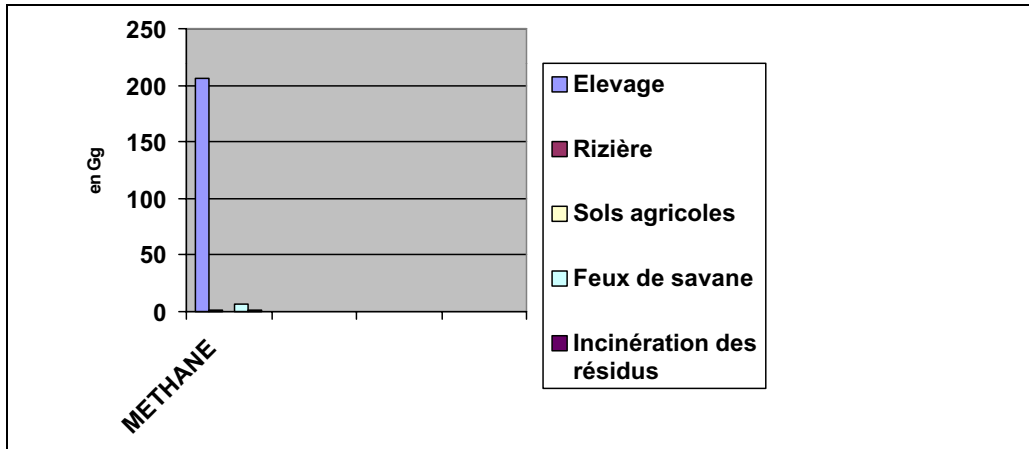 250
200
150
100
50
0
en Gg
METHANE
Elevage
Rizière
Sols agricoles
Feux de savane
Incinération des
résidus